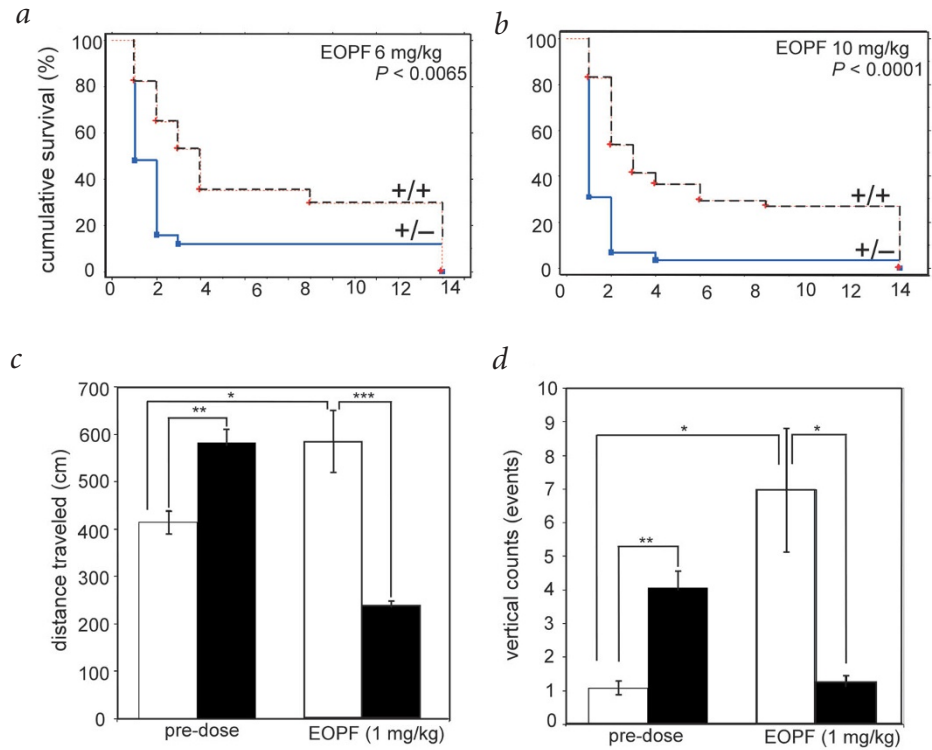 a
EOPF 6 mg/kg
P < 0.0065
cumulative survival (%)
100
80
60
40
20
0
+/+
+/−
0 2 4 6 8 10 12 14
b
EOPF 10 mg/kg
P < 0.0001
100
80
60
40
20
0
+/+
+/−
0 2 4 6 8 10 12 14
c
distance traveled (cm)
700
600
500
400
300
200
100
0
*
**
***
pre-dose
EOPF (1 mg/kg)
d
vertical counts (events)
10
9
8
7
6
5
4
3
2
1
0
*
*
**
pre-dose
EOPF (1 mg/kg)